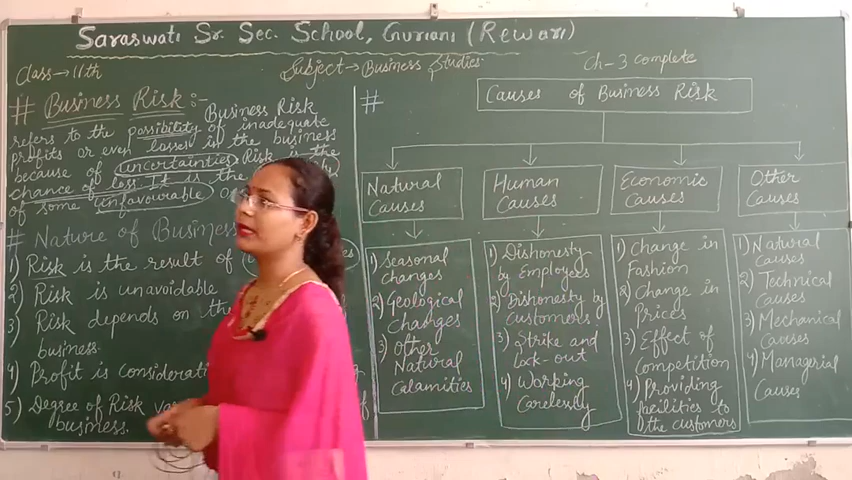 Saraswati Sr. Sec. School, Guriani (Rewari)
Class → 11th
Subject → Business Studies
Ch-3 complete
# Business Risk :-
Business Risk
refers to the possibility of inadequate
profits or even losses in the business
because of uncertainties Risk is the
chance of loss. It is the
of some unfavourable
# Nature of Business
1) Risk is the result of
2) Risk is unavoidable
3) Risk depends on the
business.
4) Profit is
5) Degree of Risk of
business.
# Causes of Business Risk
Natural
Causes
1) Seasonal
changes
2) Geological
Changes
3) Other
Natural
Calamities
Human
Causes
1) Dishonesty
by Employees
2) Dishonesty by
customers.
3) Strike and
Lock-out
4) Working
Carelessly
Economic
Causes
1) Change in
Fashion
2) Change in
Prices
3) Effect of
Competition
4) Providing
facilities to
the customers
Other
Causes
1) Natural
Causes
2) Technical
Causes
3) Mechanical
Causes
4) Managerial
Causes